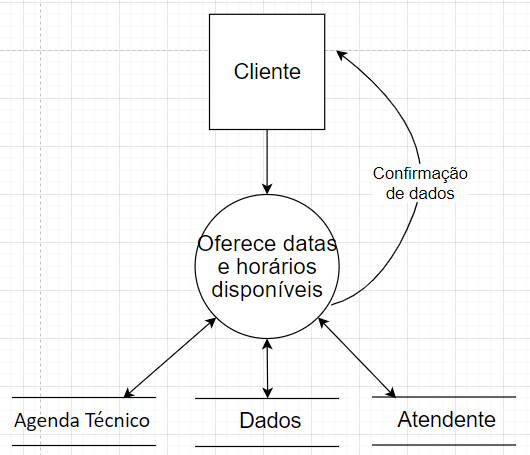 Cliente
Confirmação
de dados
Oferece datas
e horários
disponíveis
Agenda Técnico
Dados
Atendente